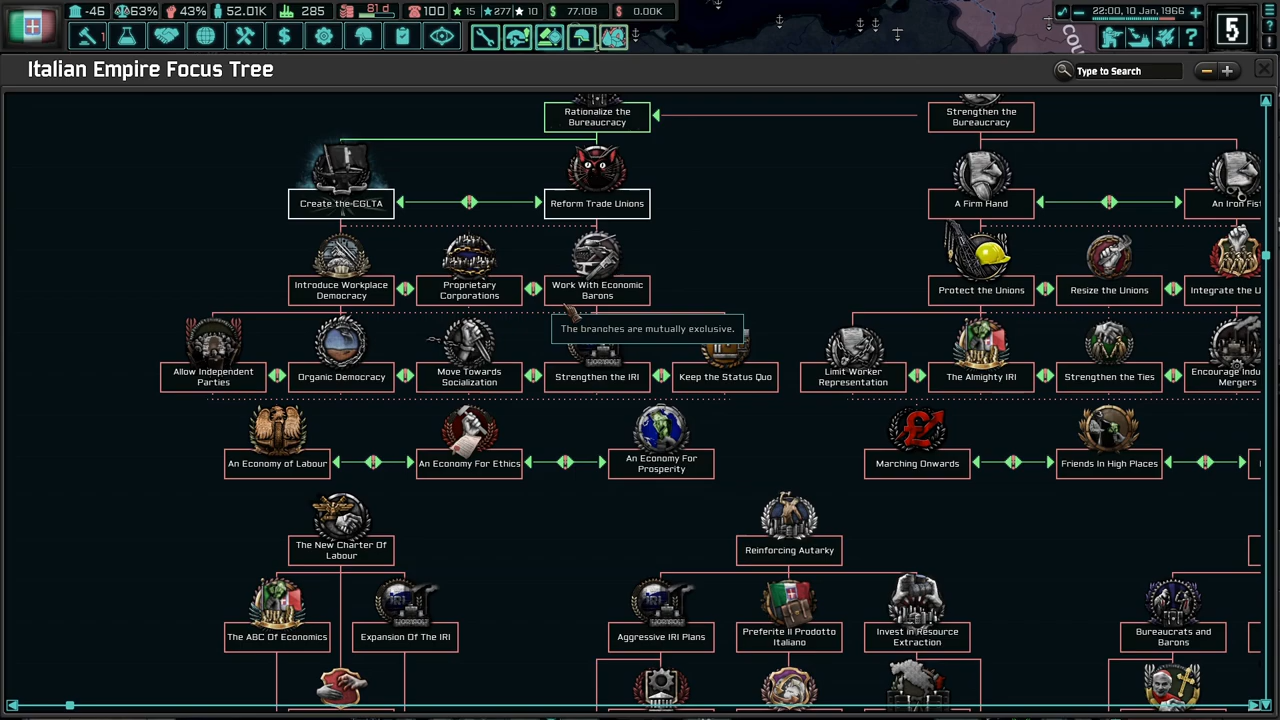 -46
63%
43%
52.01K
285
81 d
100
15
277
10
77.10B
0.00K
22:00, 10 Jan, 1966
5
1
Italian Empire Focus Tree
Type to Search
Rationalize the
Bureaucracy
Strengthen the
Bureaucracy
Create the CGLTA
Reform Trade Unions
A Firm Hand
An Iron Fis
Introduce Workplace
Democracy
Proprietary
Corporations
Work With Economic
Barons
Protect the Unions
Resize the Unions
Integrate the U
The branches are mutually exclusive.
Allow Independent
Parties
Organic Democracy
Move Towards
Socialization
Strengthen the IRI
Keep the Status Quo
Limit Worker
Representation
The Almighty IRI
Strengthen the Ties
Encourage Indu
Mergers
An Economy of Labour
An Economy For Ethics
An Economy For
Prosperity
Marching Onwards
Friends In High Places
The New Charter Of
Labour
Reinforcing Autarky
The ABC Of Economics
Expansion Of The IRI
Aggressive IRI Plans
Preferite Il Prodotto
Italiano
Invest in Resource
Extraction
Bureaucrats and
Barons